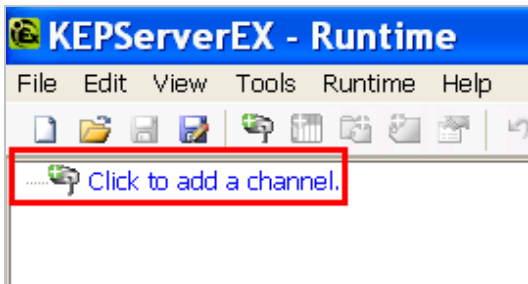 KEPServerEX - Runtime
File Edit View Tools Runtime Help
Click to add a channel.